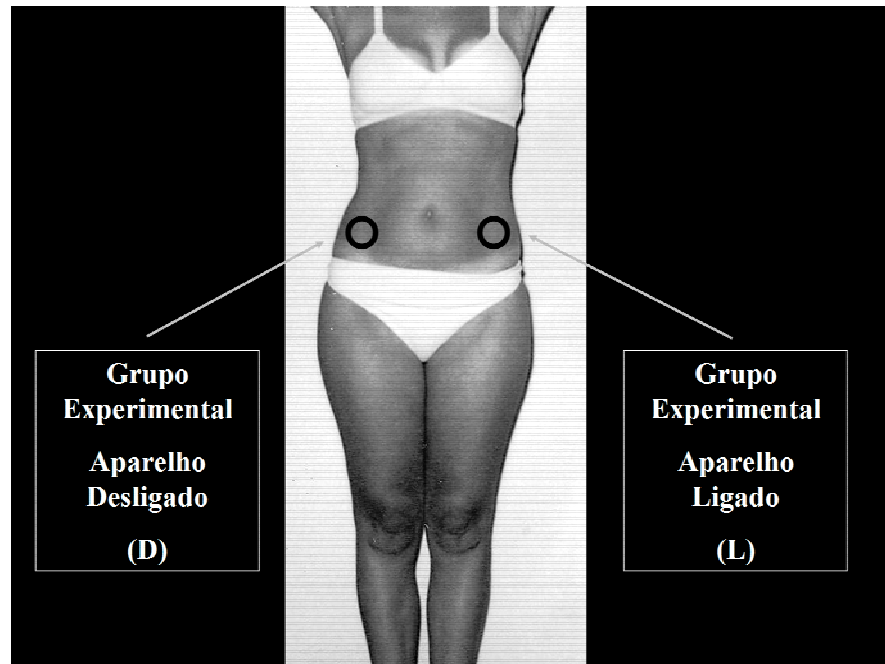 Grupo
Experimental
Aparelho
Desligado
(D)
Grupo
Experimental
Aparelho
Ligado
(L)